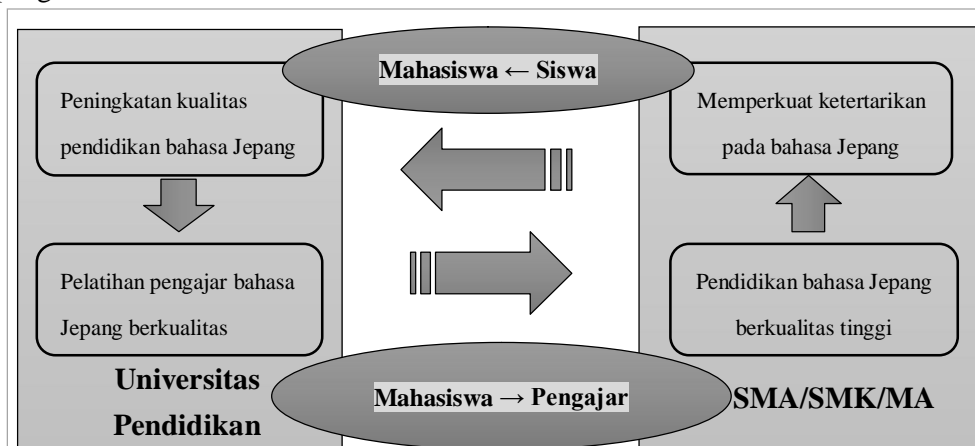 Mahasiswa ← Siswa
Peningkatan kualitas
pendidikan bahasa Jepang
Memperkuat ketertarikan
pada bahasa Jepang
Pelatihan pengajar bahasa
Jepang berkualitas
Pendidikan bahasa Jepang
berkualitas tinggi
Universitas
Pendidikan
Mahasiswa → Pengajar
SMA/SMK/MA